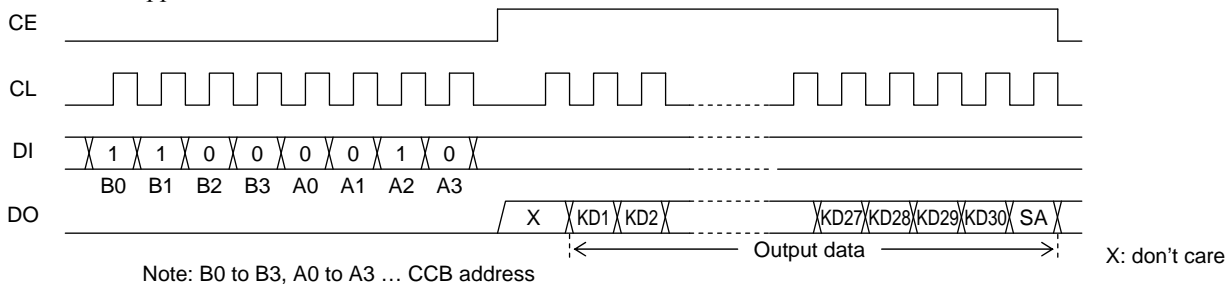 CE
CL
DI 1 1 0 0 0 0 1 0
B0 B1 B2 B3 A0 A1 A2 A3
DO X KD1 KD2 KD27 KD28 KD29 KD30 SA
Output data
X: don't care
Note: B0 to B3, A0 to A3 … CCB address